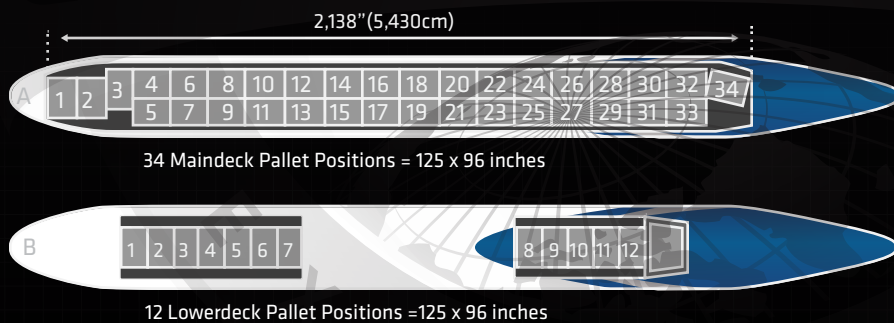 2,138”(5,430cm)
A
1 2 3 4 6 8 10 12 14 16 18 20 22 24 26 28 30 32 34
5 7 9 11 13 15 17 19 21 23 25 27 29 31 33
34 Maindeck Pallet Positions = 125 x 96 inches
B
1 2 3 4 5 6 7 8 9 10 11 12
12 Lowerdeck Pallet Positions =125 x 96 inches